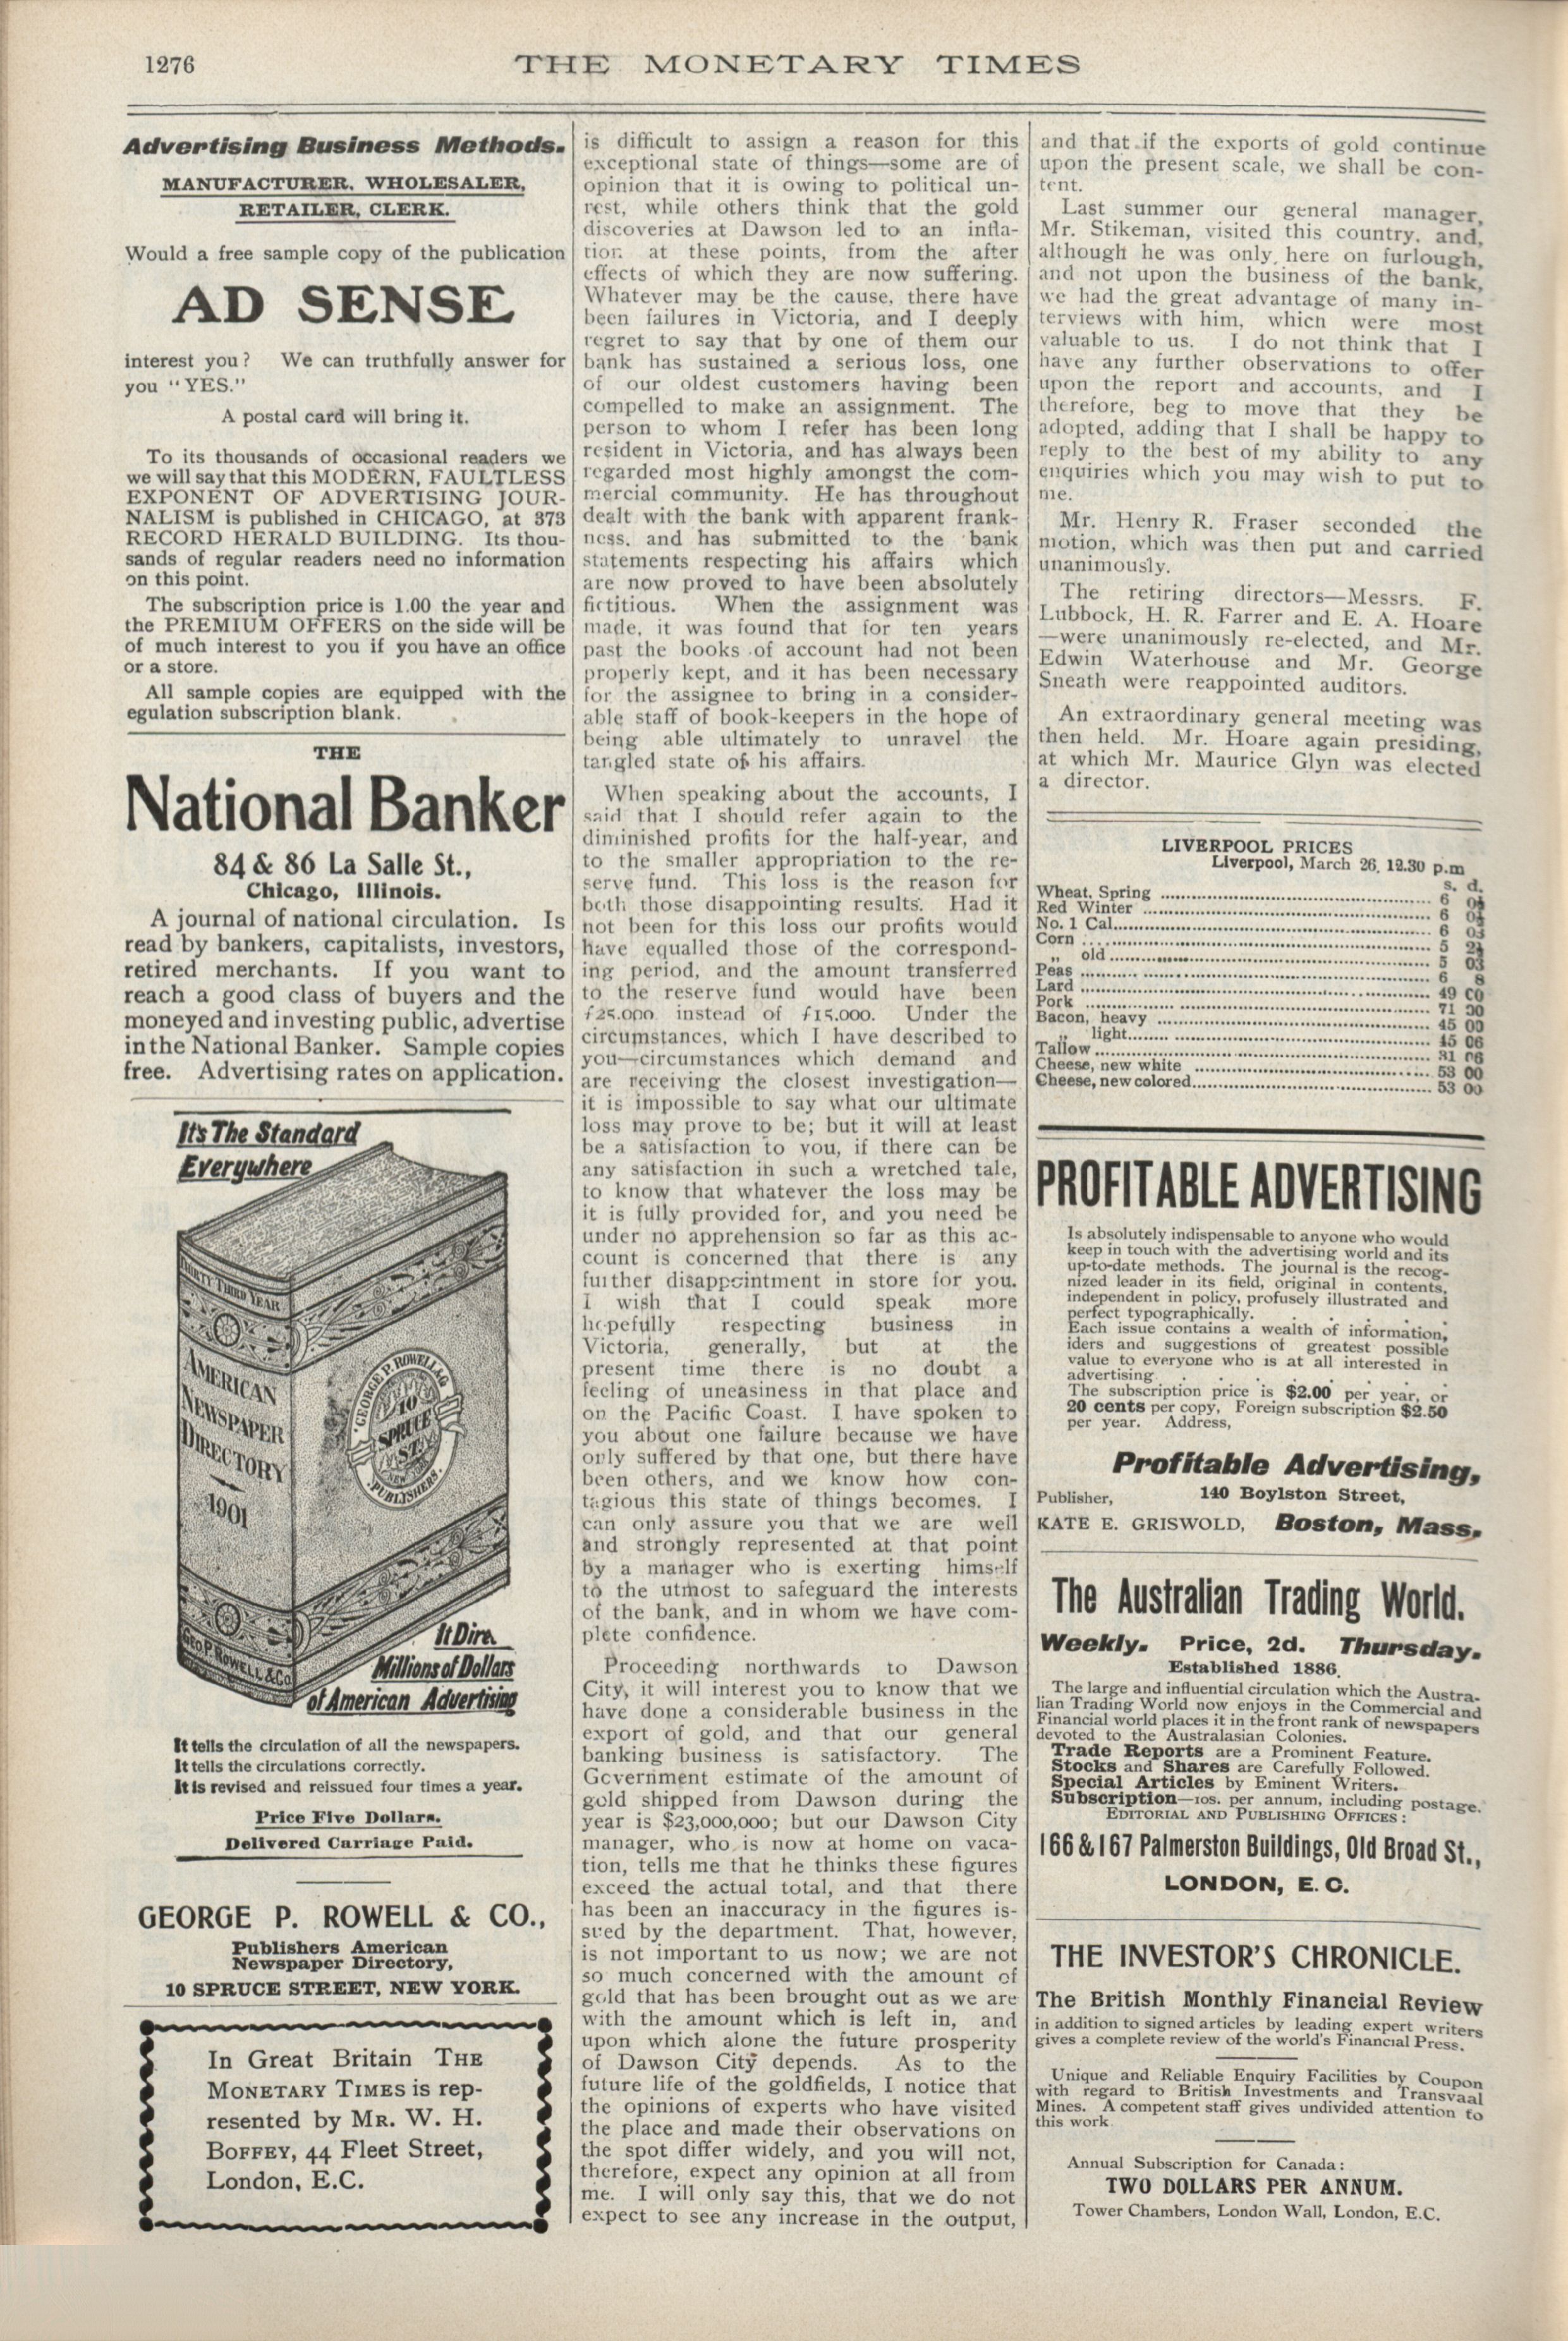 1276
THE MONETARY TIMES
Advertising Business Methods.
MANUFACTURER, WHOLESALER,
RETAILER, CLERK.
Would a free sample copy of the publication
AD SENSE
interest you? We can truthfully answer for
you "YES."
A postal card will bring it.
To its thousands of occasional readers we
we will say that this MODERN, FAULTLESS
EXPONENT OF ADVERTISING JOUR-
NALISM is published in CHICAGO, at 373
RECORD HERALD BUILDING. Its thou-
sands of regular readers need no information
on this point.
The subscription price is 1.00 the year and
the PREMIUM OFFERS on the side will be
of much interest to you if you have an office
or a store.
All sample copies are equipped with the
egulation subscription blank.
THE
National Banker
84 & 86 La Salle St.,
Chicago, Illinois.
A journal of national circulation. Is
read by bankers, capitalists, investors,
retired merchants. If you want to
reach a good class of buyers and the
moneyed and investing public, advertise
in the National Banker. Sample copies
free. Advertising rates on application.
It's The Standard
Everywhere
THIRTY THIRD YEAR
AMERICAN
NEWSPAPER
DIRECTORY
1901
GEORGE P. ROWELL & CO
10
SPRUCE
ST.
NEW YORK
PUBLISHERS.
GEO. P. ROWELL & CO.
It Dire
Millions of Dollars
of American Advertising
It tells the circulation of all the newspapers.
It tells the circulations correctly.
It is revised and reissued four times a year.
Price Five Dollars.
Delivered Carriage Paid.
GEORGE P. ROWELL & CO.,
Publishers American
Newspaper Directory,
10 SPRUCE STREET, NEW YORK.
In Great Britain THE
MONETARY TIMES is rep-
resented by MR. W. H.
BOFFEY, 44 Fleet Street,
London, E.C.
is difficult to assign a reason for this
exceptional state of things—some are of
opinion that it is owing to political un-
rest, while others think that the gold
discoveries at Dawson led to an infla-
tion at these points, from the after
effects of which they are now suffering.
Whatever may be the cause, there have
been failures in Victoria, and I deeply
regret to say that by one of them our
bank has sustained a serious loss, one
of our oldest customers having been
compelled to make an assignment. The
person to whom I refer has been long
resident in Victoria, and has always been
regarded most highly amongst the com-
mercial community. He has throughout
dealt with the bank with apparent frank-
ness, and has submitted to the bank
statements respecting his affairs which
are now proved to have been absolutely
fictitious. When the assignment was
made, it was found that for ten years
past the books of account had not been
properly kept, and it has been necessary
for the assignee to bring in a consider-
able staff of book-keepers in the hope of
being able ultimately to unravel the
tangled state of his affairs.
When speaking about the accounts, I
said that I should refer again to the
diminished profits for the half-year, and
to the smaller appropriation to the re-
serve fund. This loss is the reason for
both those disappointing results. Had it
not been for this loss our profits would
have equalled those of the correspond-
ing period, and the amount transferred
to the reserve fund would have been
£25,000 instead of £15,000. Under the
circumstances, which I have described to
you—circumstances which demand and
are receiving the closest investigation—
it is impossible to say what our ultimate
loss may prove to be; but it will at least
be a satisfaction to you, if there can be
any satisfaction in such a wretched tale,
to know that whatever the loss may be
it is fully provided for, and you need be
under no apprehension so far as this ac-
count is concerned that there is any
further disappointment in store for you.
I wish that I could speak more
hopefully respecting business in
Victoria, generally, but at the
present time there is no doubt a
feeling of uneasiness in that place and
on the Pacific Coast. I have spoken to
you about one failure because we have
only suffered by that one, but there have
been others, and we know how con-
tagious this state of things becomes. I
can only assure you that we are well
and strongly represented at that point
by a manager who is exerting himself
to the utmost to safeguard the interests
of the bank, and in whom we have com-
plete confidence.
Proceeding northwards to Dawson
City, it will interest you to know that we
have done a considerable business in the
export of gold, and that our general
banking business is satisfactory. The
Government estimate of the amount of
gold shipped from Dawson during the
year is $23,000,000; but our Dawson City
manager, who is now at home on vaca-
tion, tells me that he thinks these figures
exceed the actual total, and that there
has been an inaccuracy in the figures is-
sued by the department. That, however,
is not important to us now; we are not
so much concerned with the amount of
gold that has been brought out as we are
with the amount which is left in, and
upon which alone the future prosperity
of Dawson City depends. As to the
future life of the goldfields, I notice that
the opinions of experts who have visited
the place and made their observations on
the spot differ widely, and you will not,
therefore, expect any opinion at all from
me. I will only say this, that we do not
expect to see any increase in the output,
and that if the exports of gold continue
upon the present scale, we shall be con-
tent.
Last summer our general manager,
Mr. Stikeman, visited this country, and,
although he was only here on furlough,
and not upon the business of the bank,
we had the great advantage of many in-
terviews with him, which were most
valuable to us. I do not think that I
have any further observations to offer
upon the report and accounts, and I
therefore, beg to move that they be
adopted, adding that I shall be happy to
reply to the best of my ability to any
enquiries which you may wish to put to
me.
Mr. Henry R. Fraser seconded the
motion, which was then put and carried
unanimously.
The retiring directors—Messrs. F.
Lubbock, H. R. Farrer and E. A. Hoare
—were unanimously re-elected, and Mr.
Edwin Waterhouse and Mr. George
Sneath were reappointed auditors.
An extraordinary general meeting was
then held. Mr. Hoare again presiding,
at which Mr. Maurice Glyn was elected
a director.
LIVERPOOL PRICES
Liverpool, March 26, 12.30 p.m
s. d.
Wheat, Spring 6
Red Winter 6
No. 1 Cal. 6
Corn 5
„ old 5
Peas 6 8
Lard 49 00
Pork 71
Bacon, heavy 45 00
„ light 45 06
Tallow 31 06
Cheese, new white 53 00
Cheese, new colored 53 00
PROFITABLE ADVERTISING
Is absolutely indispensable to anyone who would
keep in touch with the advertising world and its
up-to-date methods. The journal is the recog-
nized leader in its field, original in contents,
independent in policy, profusely illustrated and
perfect typographically.
Each issue contains a wealth of information,
iders and suggestions of greatest possible
value to everyone who is at all interested in
advertising
The subscription price is $2.00 per year, or
20 cents per copy, Foreign subscription $2.50
per year. Address,
Profitable Advertising,
Publisher, 140 Boylston Street,
KATE E. GRISWOLD, Boston, Mass.
The Australian Trading World.
Weekly. Price, 2d. Thursday.
Established 1886.
The large and influential circulation which the Austra-
lian Trading World now enjoys in the Commercial and
Financial world places it in the front rank of newspapers
devoted to the Australasian Colonies.
Trade Reports are a Prominent Feature.
Stocks and Shares are Carefully Followed.
Special Articles by Eminent Writers.
Subscription—10s. per annum, including postage.
EDITORIAL AND PUBLISHING OFFICES:
166 & 167 Palmerston Buildings, Old Broad St.,
LONDON, E. C.
THE INVESTOR'S CHRONICLE.
The British Monthly Financial Review
in addition to signed articles by leading expert writers
gives a complete review of the world's Financial Press.
Unique and Reliable Enquiry Facilities by Coupon
with regard to British Investments and Transvaal
Mines. A competent staff gives undivided attention to
this work
Annual Subscription for Canada:
TWO DOLLARS PER ANNUM.
Tower Chambers, London Wall, London, E.C.